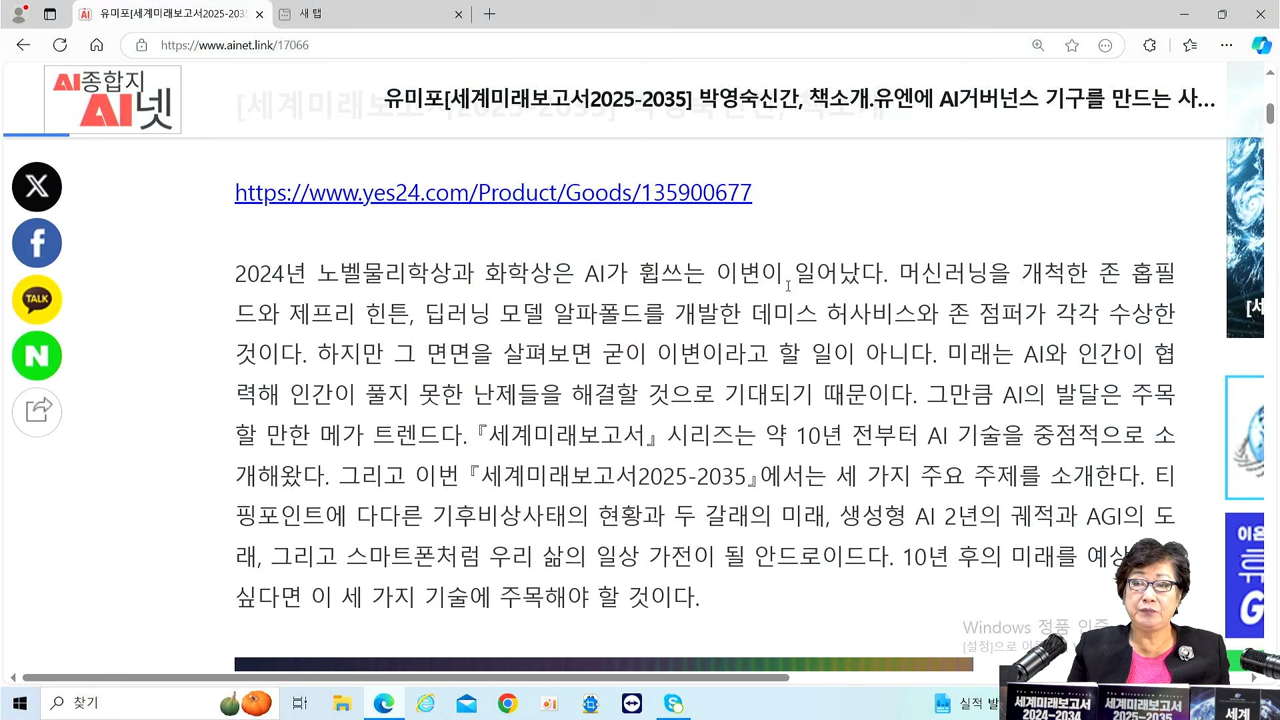 유미포[세계미래보고서2025-203
새 탭
https://www.ainet.link/17066
AI종합지
AI넷
유미포[세계미래보고서2025-2035] 박영숙신간, 책소개.유엔에 AI거버넌스 기구를 만드는 사...
https://www.yes24.com/Product/Goods/135900677
2024년 노벨물리학상과 화학상은 AI가 휩쓰는 이변이 일어났다. 머신러닝을 개척한 존 홉필
드와 제프리 힌튼, 딥러닝 모델 알파폴드를 개발한 데미스 허사비스와 존 점퍼가 각각 수상한
것이다. 하지만 그 면면을 살펴보면 굳이 이변이라고 할 일이 아니다. 미래는 AI와 인간이 협
력해 인간이 풀지 못한 난제들을 해결할 것으로 기대되기 때문이다. 그만큼 AI의 발달은 주목
할 만한 메가 트렌드다.『세계미래보고서』 시리즈는 약 10년 전부터 AI 기술을 중점적으로 소
개해왔다. 그리고 이번『세계미래보고서2025-2035』에서는 세 가지 주요 주제를 소개한다. 티
핑포인트에 다다른 기후비상사태의 현황과 두 갈래의 미래, 생성형 AI 2년의 궤적과 AGI의 도
래, 그리고 스마트폰처럼 우리 삶의 일상 가전이 될 안드로이드다. 10년 후의 미래를 예상
싶다면 이 세 가지 기술에 주목해야 할 것이다.
TALK
N
[세
이온
유
G
Windows 정품 인증
[설정]으로 이
찾기
실적 발
세계미래보고서
2024-2034
세계미래보고서
2025-2035
세계